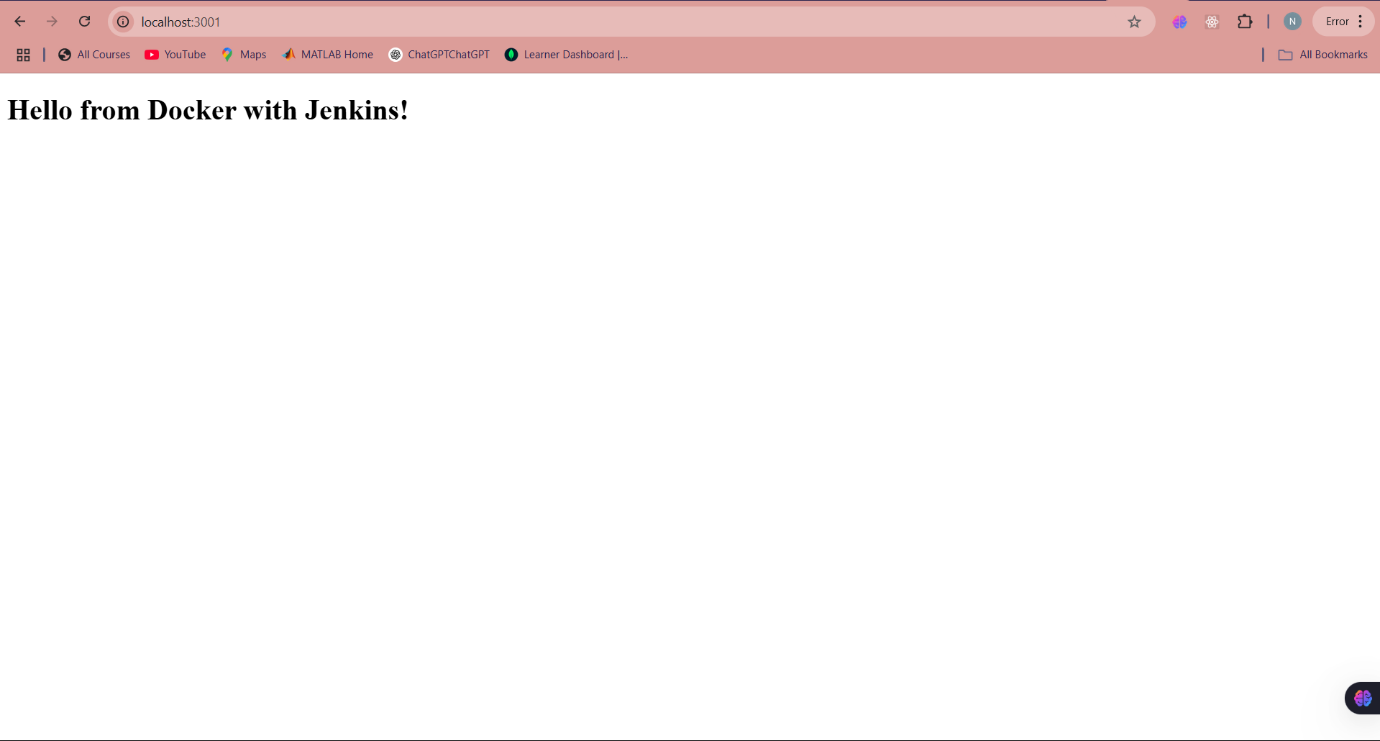 localhost:3001
N
Error
All Courses
YouTube
Maps
MATLAB Home
ChatGPTChatGPT
Learner Dashboard |...
All Bookmarks
Hello from Docker with Jenkins!